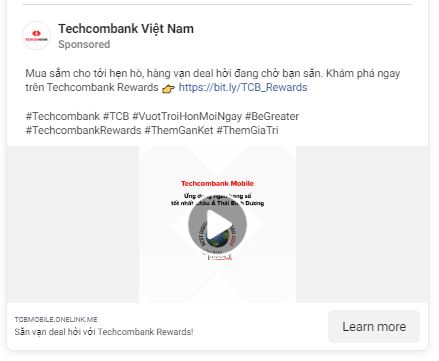 TECHCOMBANK
Techcombank Việt Nam
Sponsored
Mua sắm cho tới hẹn hò, hàng vạn deal hời đang chờ bạn săn. Khám phá ngay
trên Techcombank Rewards 👉 https://bit.ly/TCB_Rewards
#Techcombank #TCB #VuotTroiHonMoiNgay #BeGreater
#TechcombankRewards #ThemGanKet #ThemGiaTri
Techcombank Mobile
Ứng dụng ngân hàng số
tốt nhất châu Á Thái Bình Dương
TCBMOBILE.ONELINK.ME
Săn vạn deal hời với Techcombank Rewards!
Learn more